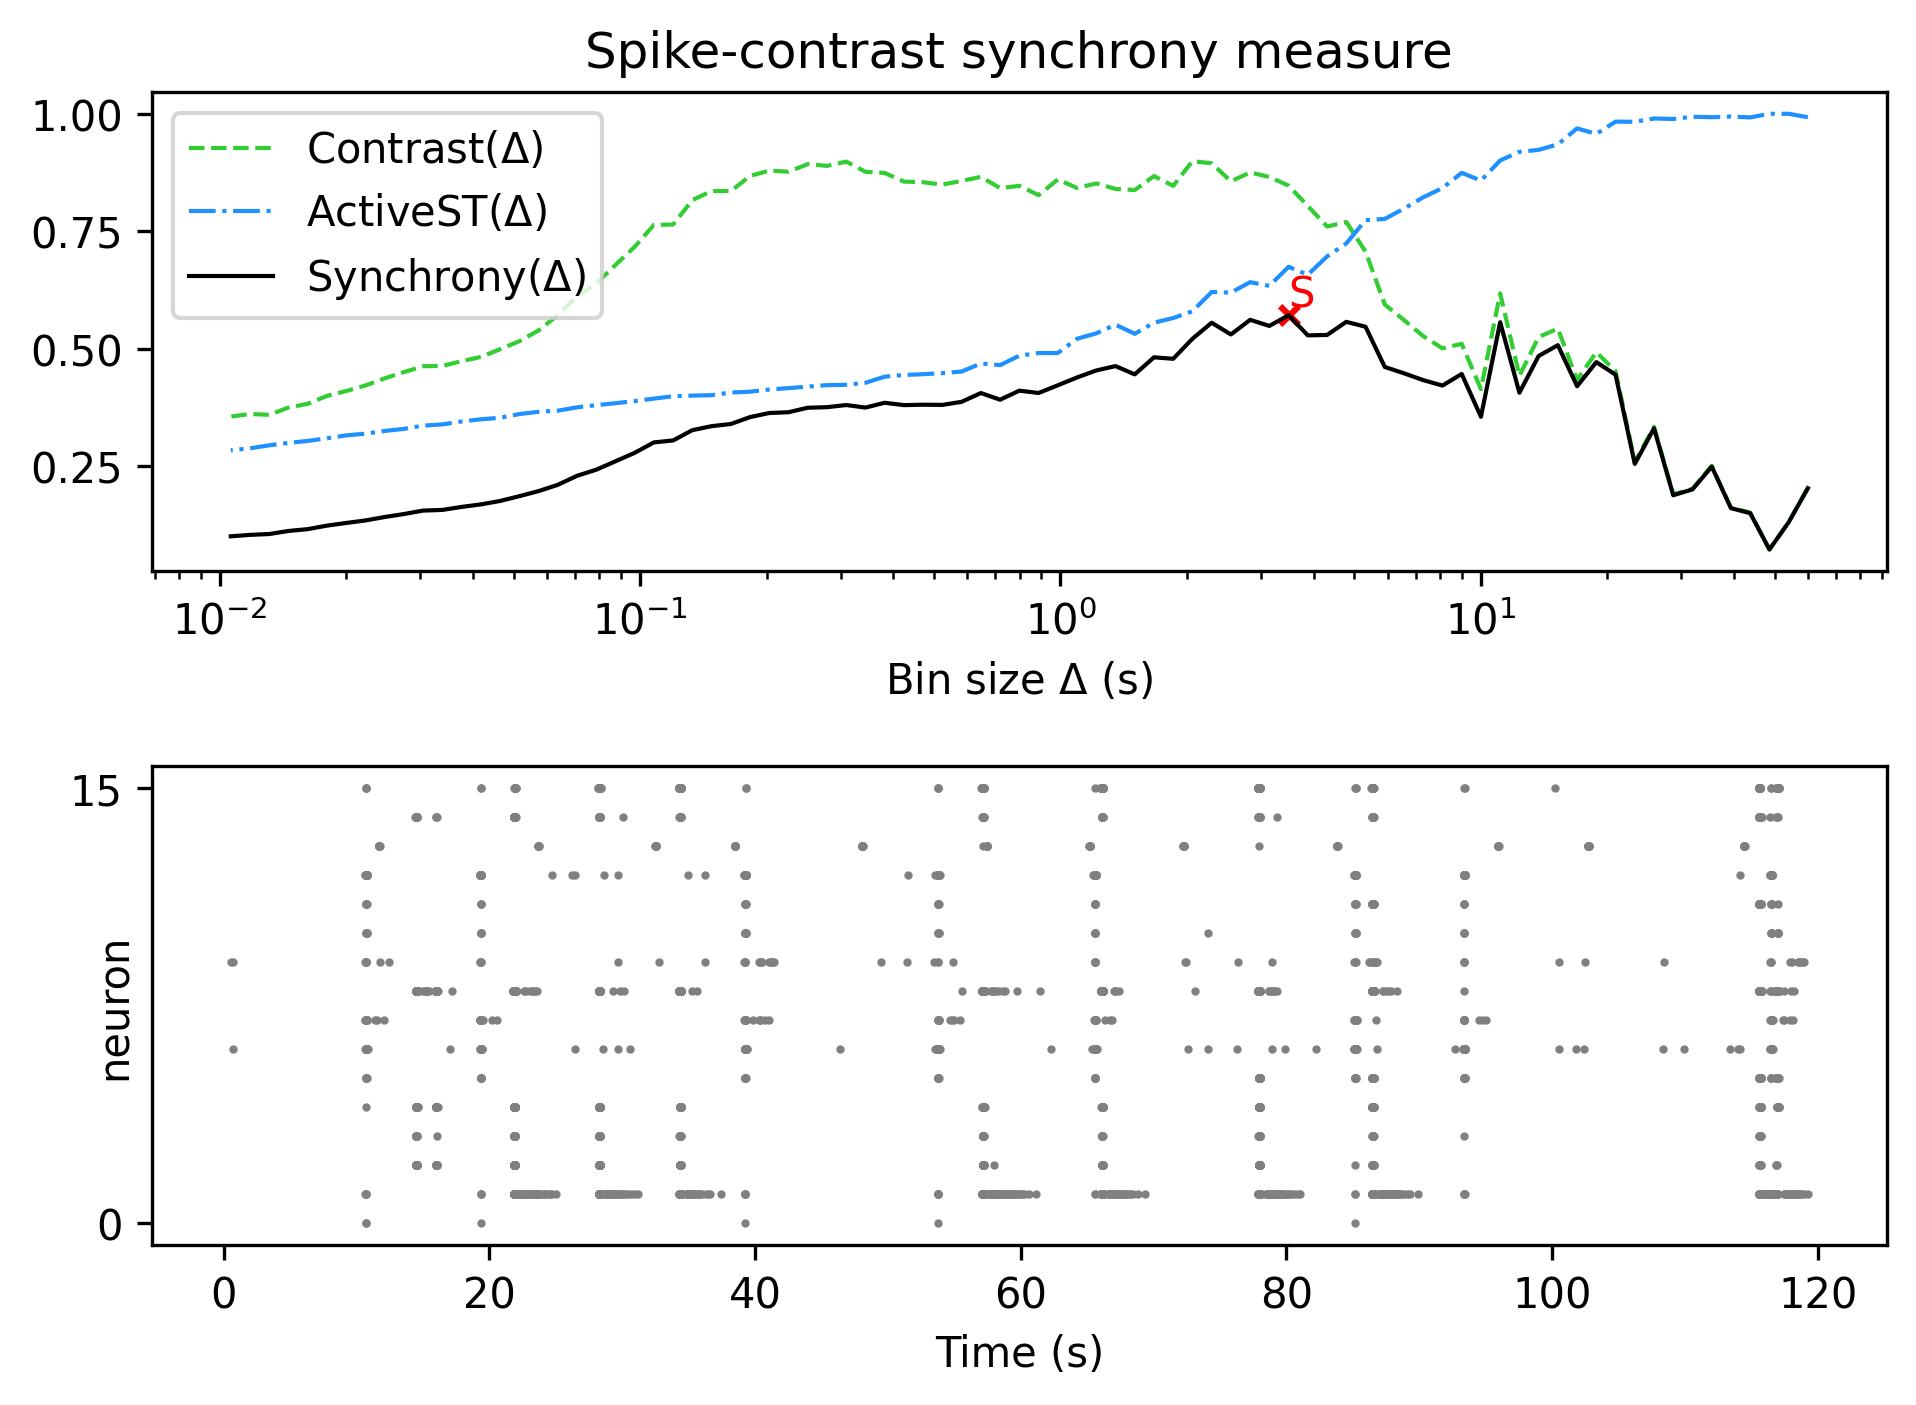 Spike-contrast synchrony measure
1.00
0.75
0.50
0.25
Contrast(Δ)
ActiveST(Δ)
Synchrony(Δ)
S
10⁻² 10⁻¹ 10⁰ 10¹
Bin size Δ (s)
15
0
neuron
0 20 40 60 80 100 120
Time (s)